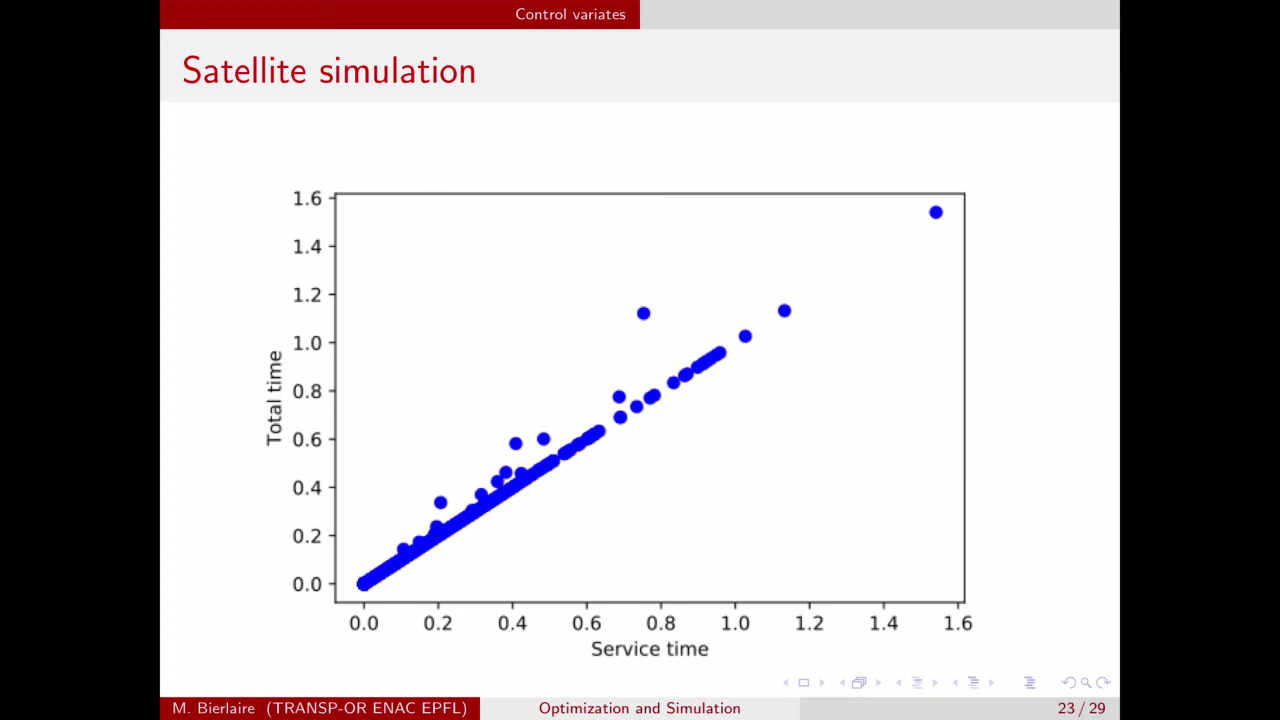 Control variates
Satellite simulation
1.6
1.4
1.2
1.0
0.8
0.6
0.4
0.2
0.0
Total time
0.0 0.2 0.4 0.6 0.8 1.0 1.2 1.4 1.6
Service time
M. Bierlaire (TRANSP-OR ENAC EPFL) Optimization and Simulation 23 / 29